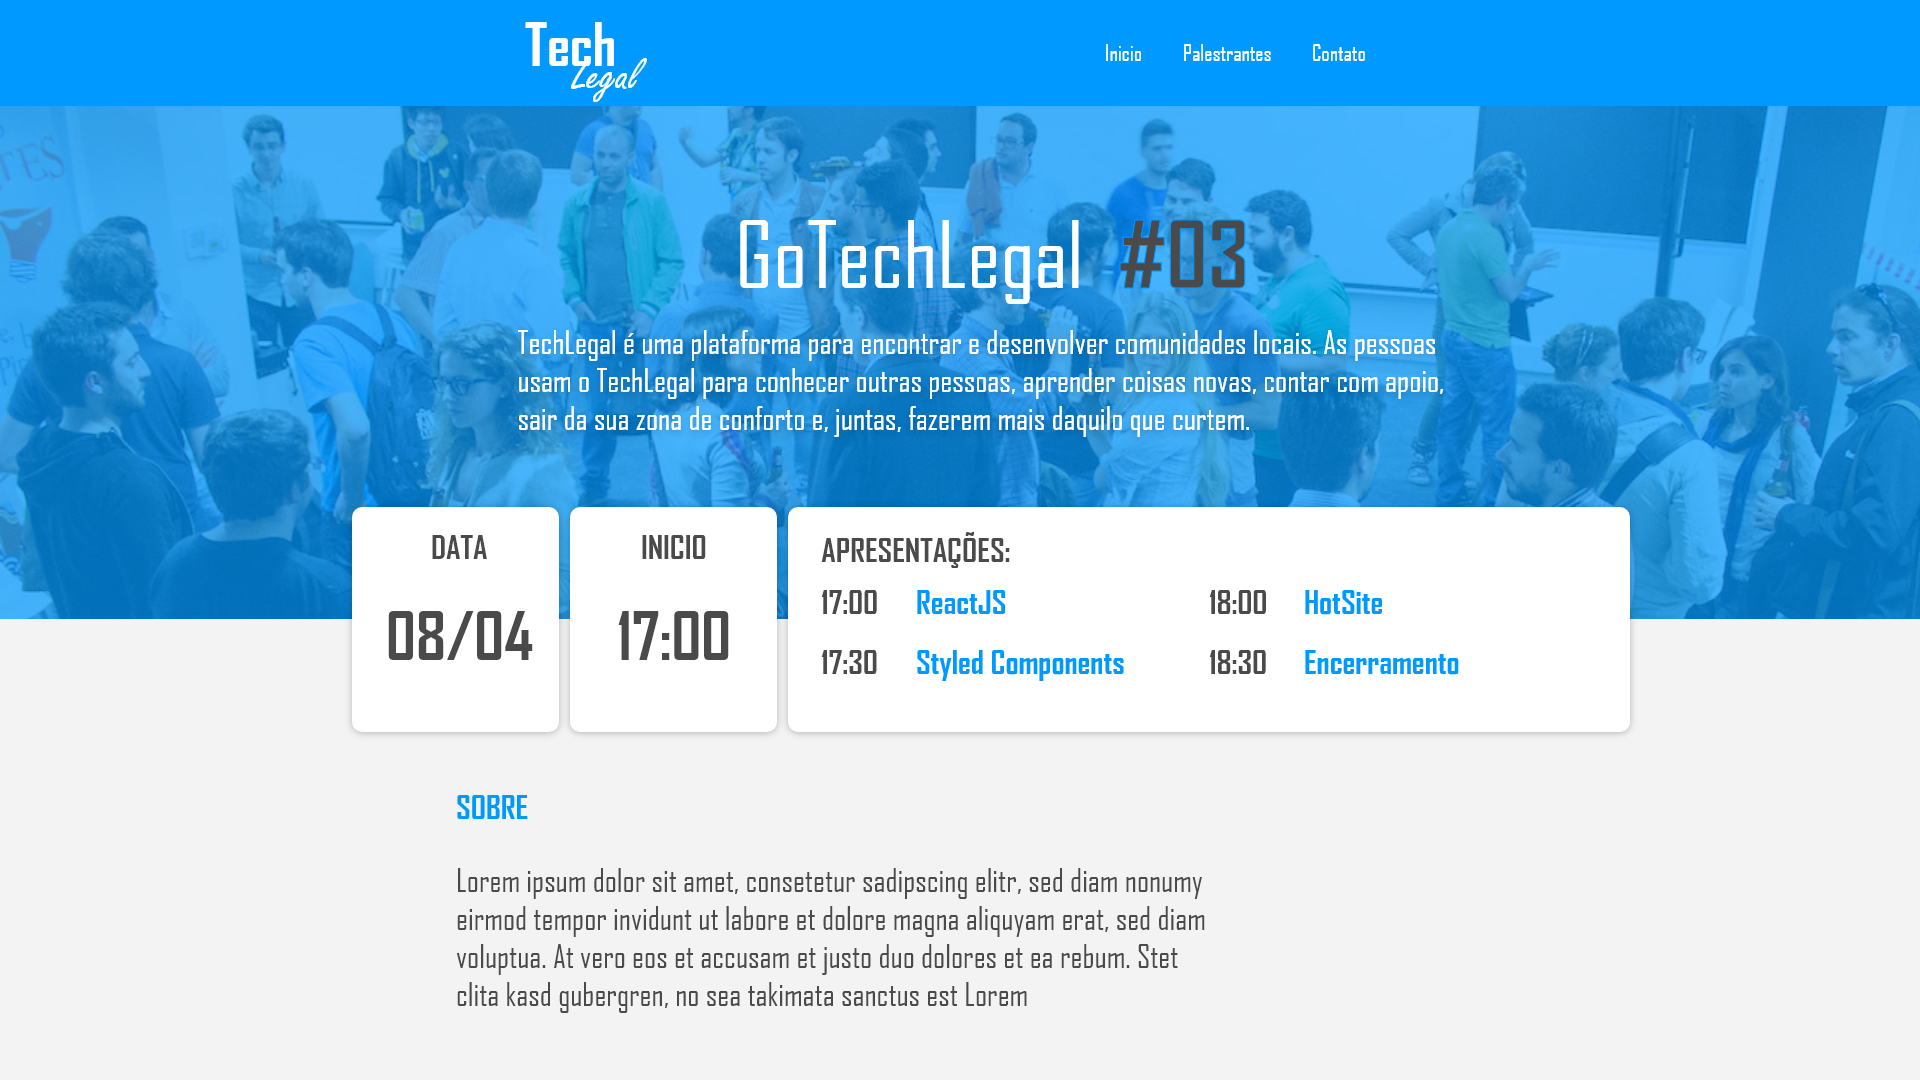 Tech
Legal
Inicio
Palestrantes
Contato
GoTechLegal #03
TechLegal é uma plataforma para encontrar e desenvolver comunidades locais. As pessoas
usam o TechLegal para conhecer outras pessoas, aprender coisas novas, contar com apoio,
sair da sua zona de conforto e, juntas, fazerem mais daquilo que curtem.
DATA
08/04
INICIO
17:00
APRESENTAÇÕES:
17:00 ReactJS
18:00 HotSite
17:30 Styled Components
18:30 Encerramento
SOBRE
Lorem ipsum dolor sit amet, consetetur sadipscing elitr, sed diam nonumy
eirmod tempor invidunt ut labore et dolore magna aliquyam erat, sed diam
voluptua. At vero eos et accusam et justo duo dolores et ea rebum. Stet
clita kasd gubergren, no sea takimata sanctus est Lorem